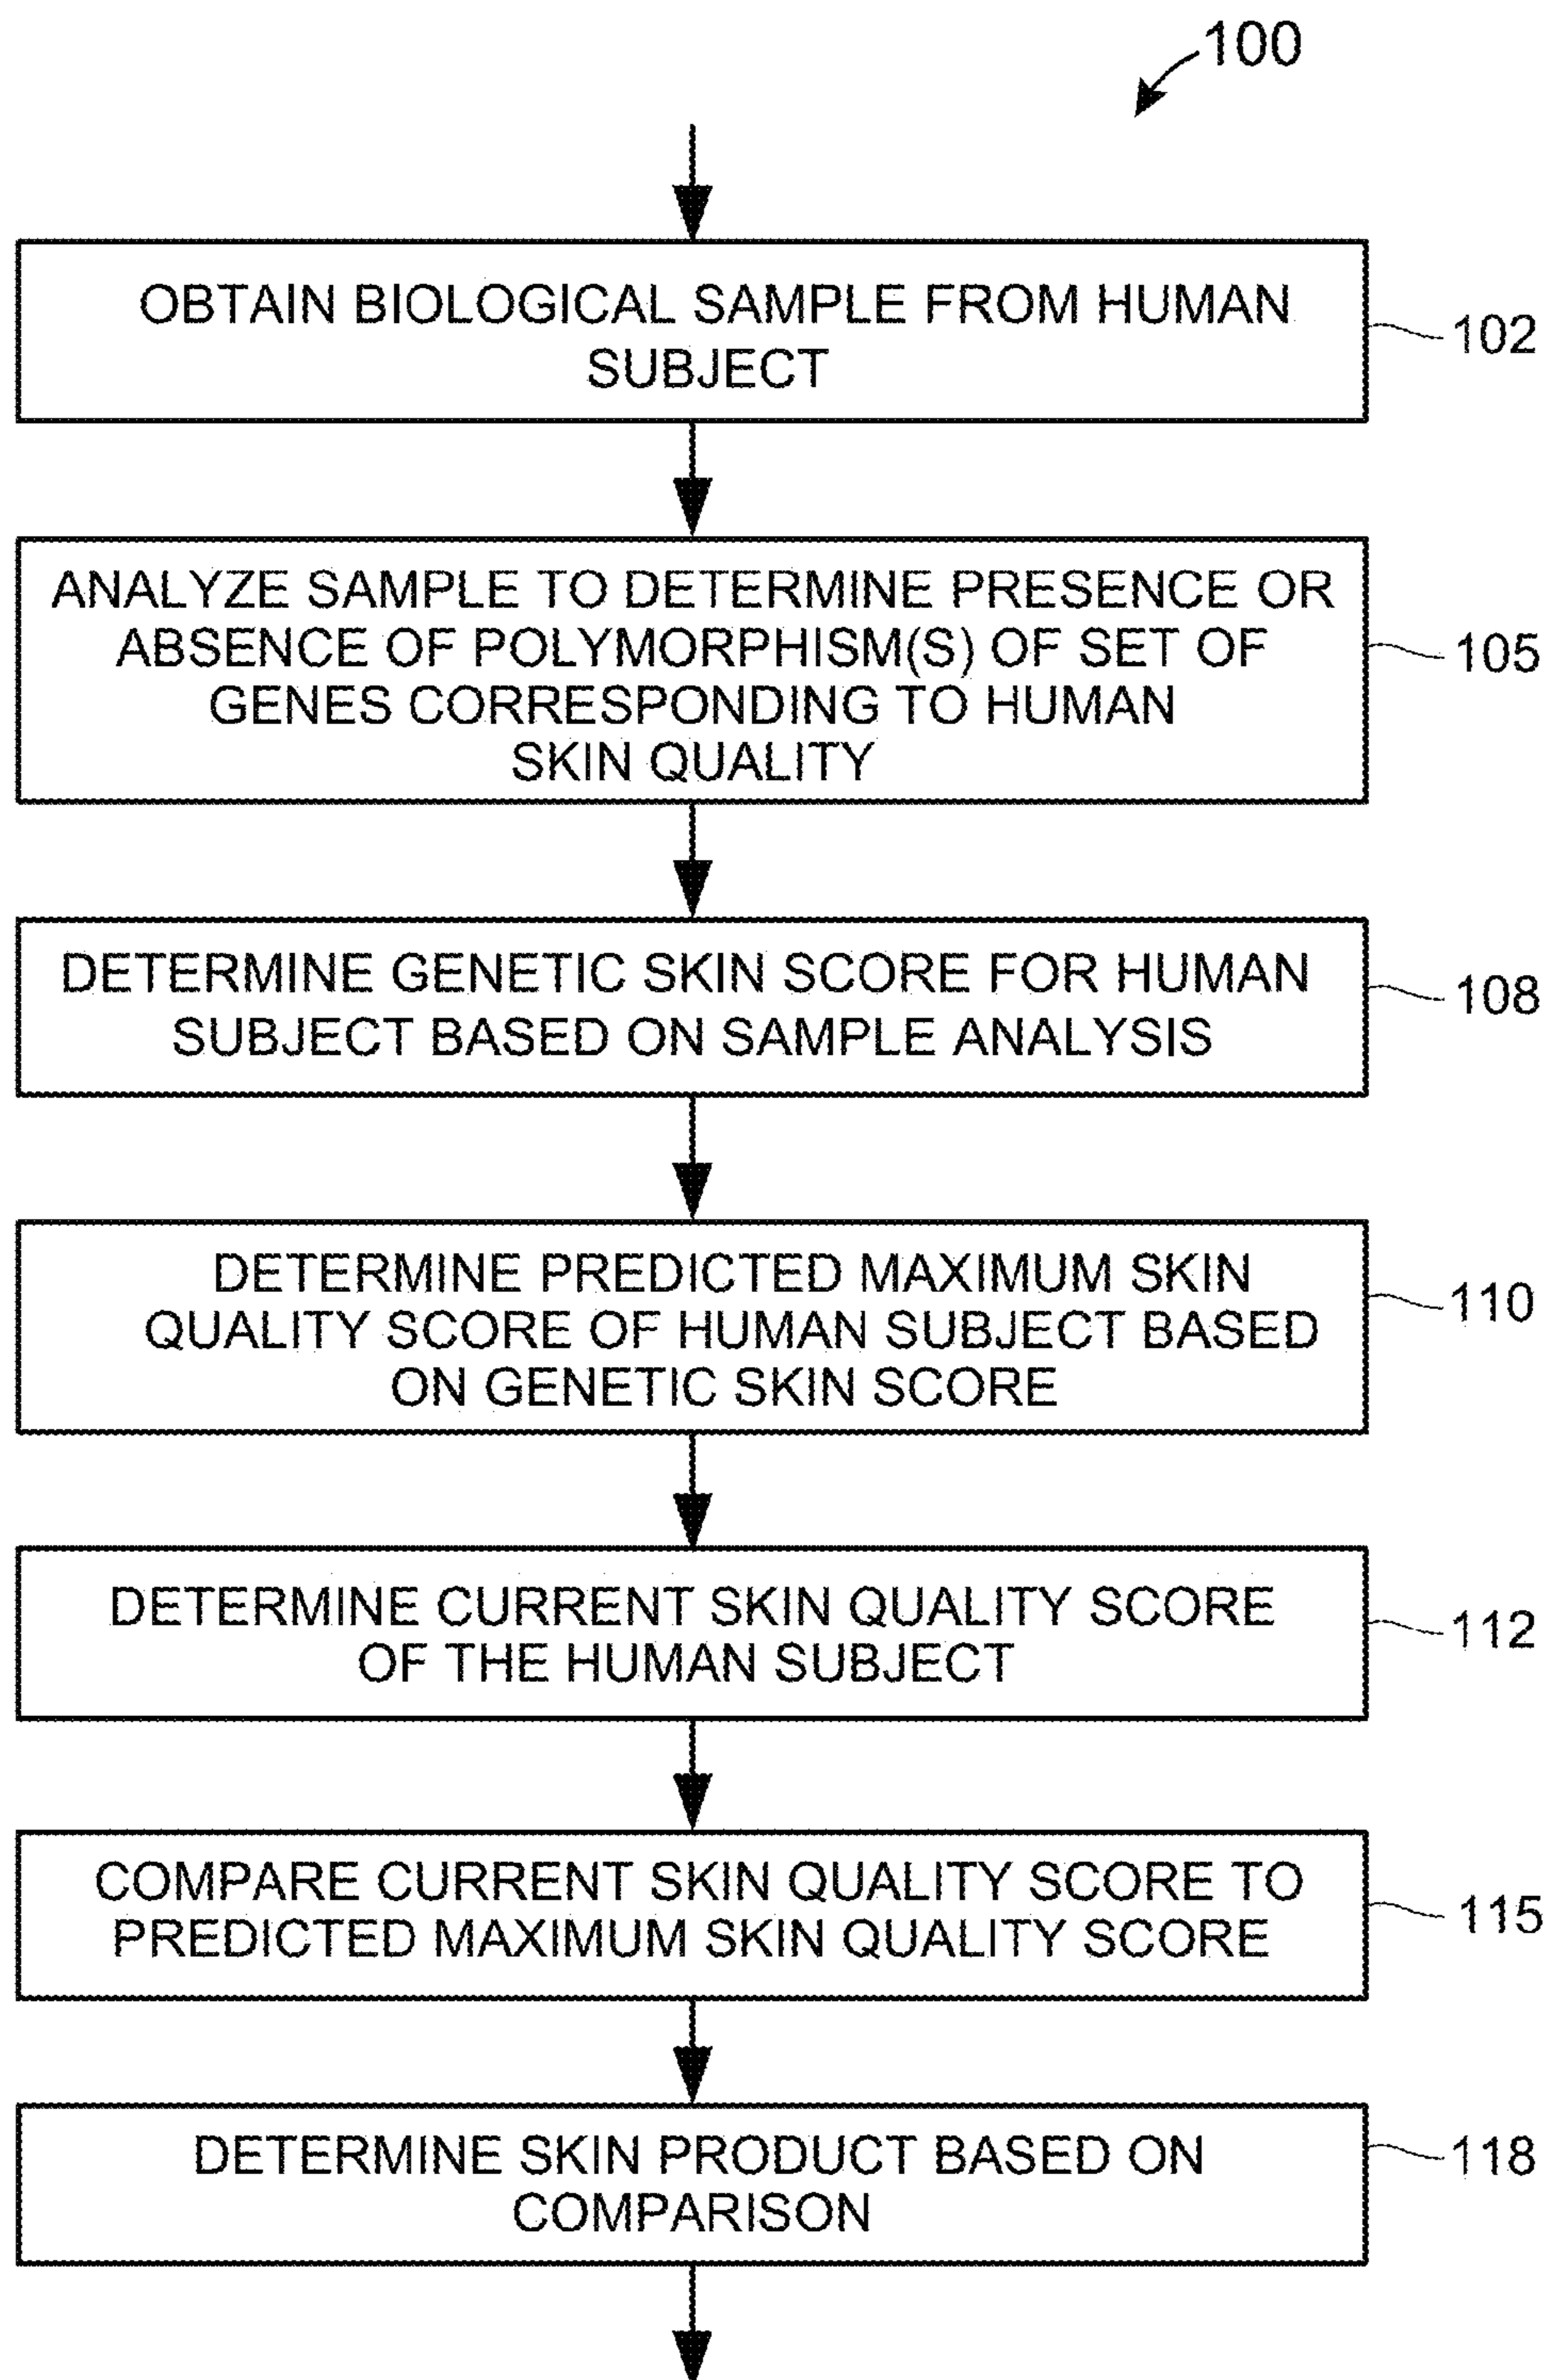 100
OBTAIN BIOLOGICAL SAMPLE FROM HUMAN
SUBJECT
102
ANALYZE SAMPLE TO DETERMINE PRESENCE OR
ABSENCE OF POLYMORPHISM(S) OF SET OF
GENES CORRESPONDING TO HUMAN
SKIN QUALITY
105
DETERMINE GENETIC SKIN SCORE FOR HUMAN
SUBJECT BASED ON SAMPLE ANALYSIS
108
DETERMINE PREDICTED MAXIMUM SKIN
QUALITY SCORE OF HUMAN SUBJECT BASED
ON GENETIC SKIN SCORE
110
DETERMINE CURRENT SKIN QUALITY SCORE
OF THE HUMAN SUBJECT
112
COMPARE CURRENT SKIN QUALITY SCORE TO
PREDICTED MAXIMUM SKIN QUALITY SCORE
115
DETERMINE SKIN PRODUCT BASED ON
COMPARISON
118